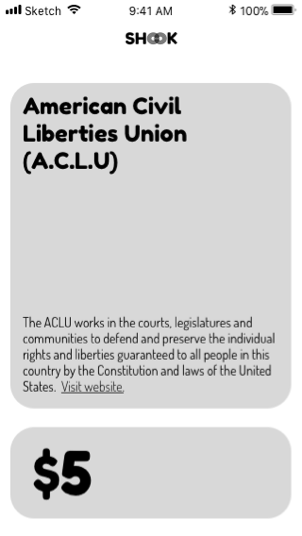 Sketch 9:41 AM 100%
SHOOK
American Civil
Liberties Union
(A.C.L.U)
The ACLU works in the courts, legislatures and
communities to defend and preserve the individual
rights and liberties guaranteed to all people in this
country by the Constitution and laws of the United
States. Visit website.
$5